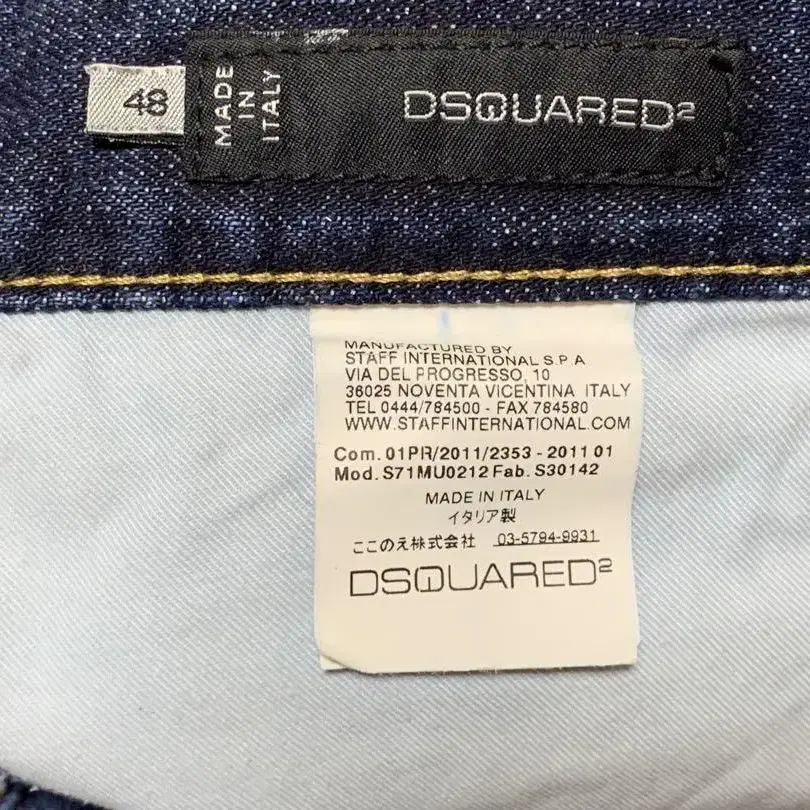 48
MADE
IN
ITALY
DSQUARED²
MANUFACTURED BY
STAFF INTERNATIONAL S.P.A
VIA DEL PROGRESSO, 10
36025 NOVENTA VICENTINA ITALY
TEL 0444/784500 - FAX 784580
WWW.STAFFINTERNATIONAL.COM
Com. 01PR/2011/2353 - 2011 01
Mod. S71MU0212 Fab. S30142
MADE IN ITALY
イタリア製
ここのえ株式会社 03-5794-9931
DSQUARED²